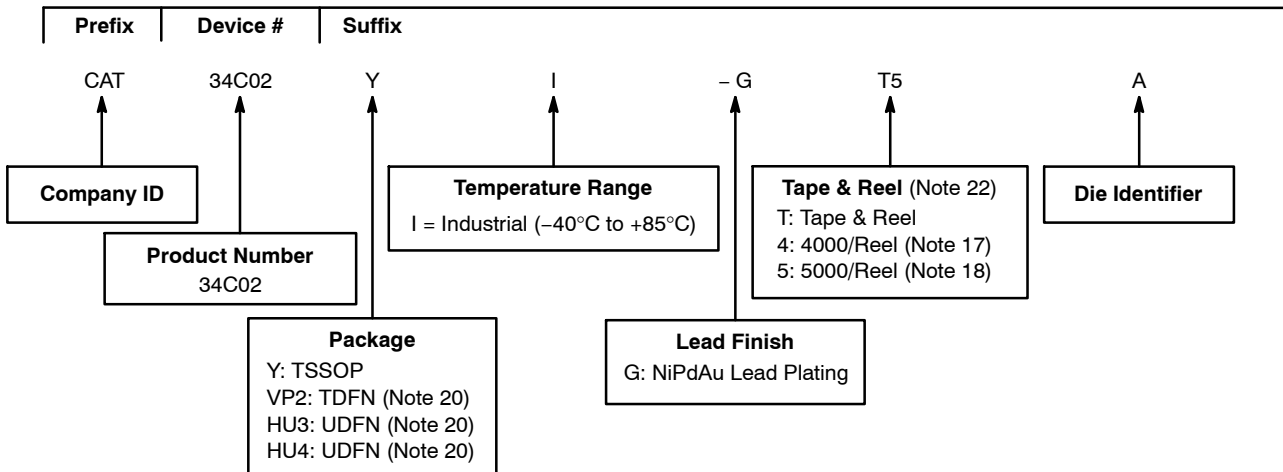 Prefix Device # Suffix
CAT 34C02 Y I – G T5 A
Company ID
Product Number
34C02
Package
Y: TSSOP
VP2: TDFN (Note 20)
HU3: UDFN (Note 20)
HU4: UDFN (Note 20)
Temperature Range
I = Industrial (−40°C to +85°C)
Lead Finish
G: NiPdAu Lead Plating
Tape & Reel (Note 22)
T: Tape & Reel
4: 4000/Reel (Note 17)
5: 5000/Reel (Note 18)
Die Identifier